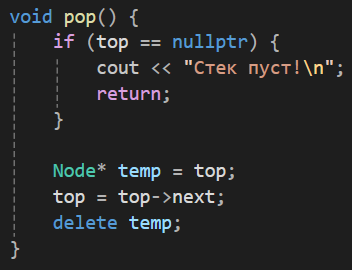 void pop() {
    if (top == nullptr) {
        cout << "Стек пуст!\n";
        return;
    }

    Node* temp = top;
    top = top->next;
    delete temp;
}